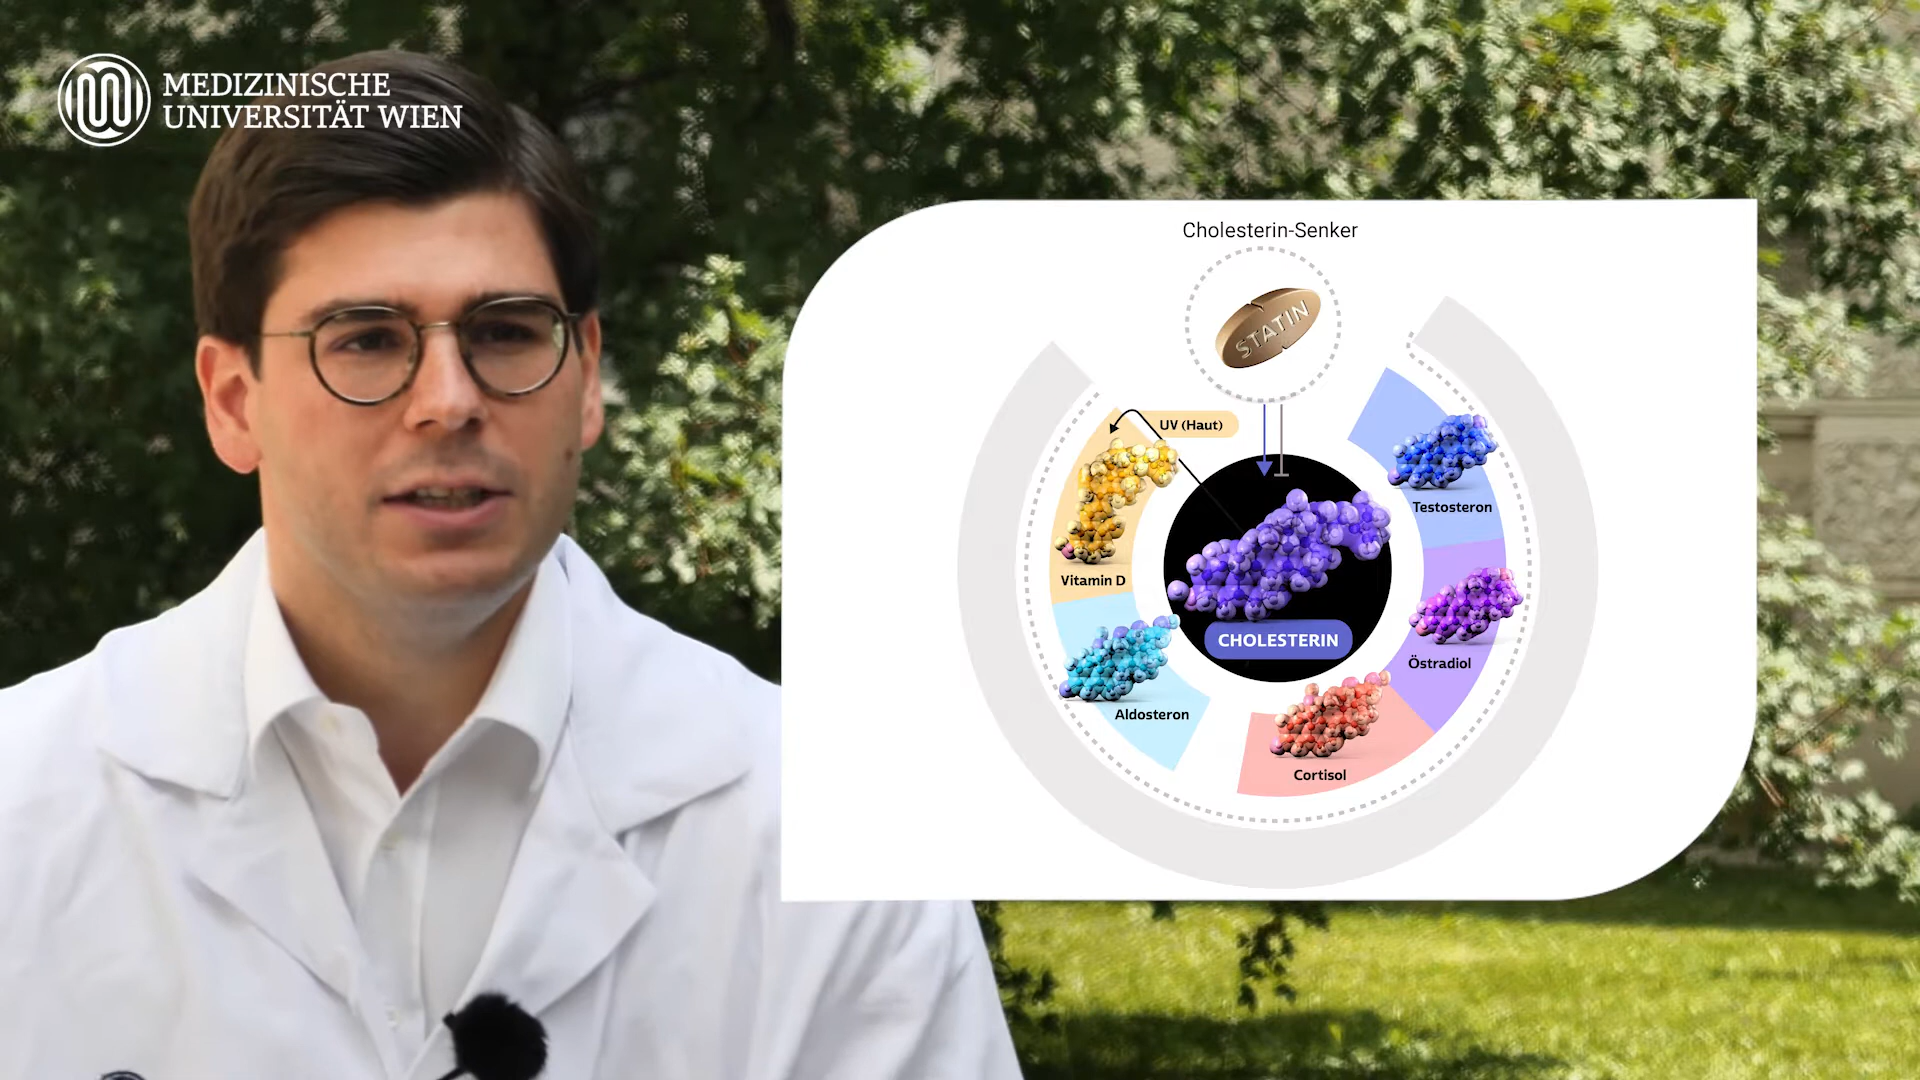 MEDIZINISCHE
UNIVERSITÄT WIEN
Cholesterin-Senker
STATIN
UV (Haut)
Testosteron
Vitamin D
CHOLESTERIN
Östradiol
Aldosteron
Cortisol